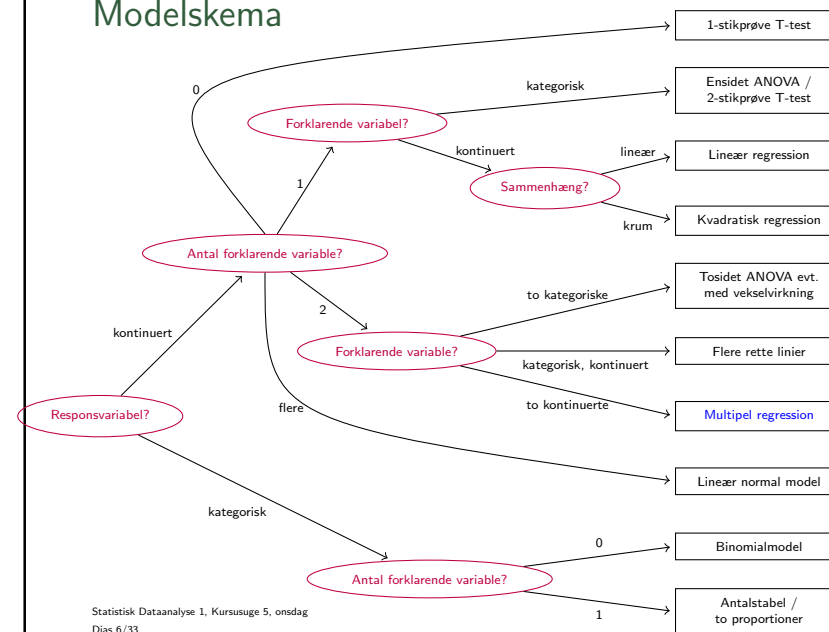 Modelskema
1-stikprøve T-test
0
kategorisk
Ensidet ANOVA /
2-stikprøve T-test
Forklarende variabel?
kontinuert
lineær
Lineær regression
1
Sammenhæng?
krum
Kvadratisk regression
Antal forklarende variable?
Tosidet ANOVA evt.
med vekselvirkning
to kategoriske
2
kontinuert
Forklarende variable?
kategorisk, kontinuert
Flere rette linier
to kontinuerte
Multipel regression
Responsvariabel?
flere
Lineær normal model
kategorisk
0
Binomialmodel
Antal forklarende variable?
1
Antalstabel /
to proportioner
Statistisk Dataanalyse 1, Kursusuge 5, onsdag
Dias 6/33